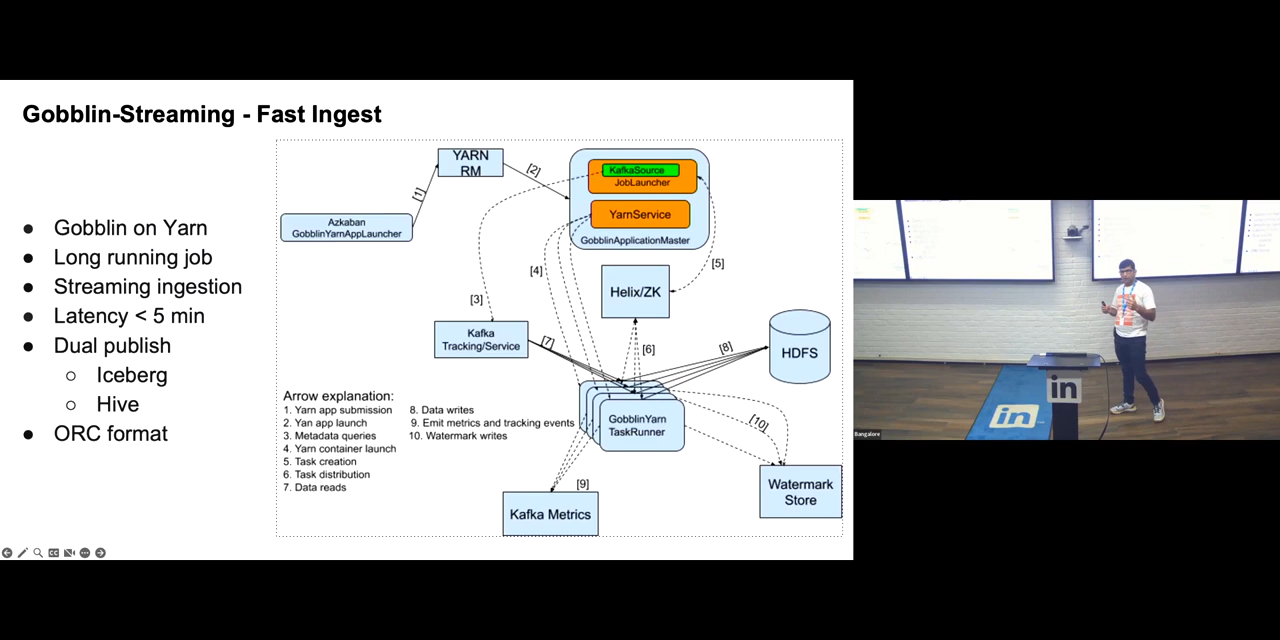 Gobblin-Streaming - Fast Ingest
Gobblin on Yarn
Long running job
Streaming ingestion
Latency < 5 min
Dual publish
Iceberg
Hive
ORC format
YARN
RM
[1]
[2]
Azkaban
GobblinYarnAppLauncher
KafkaSource
JobLauncher
YarnService
GobblinApplicationMaster
[4]
[5]
Helix/ZK
[3]
Kafka
Tracking/Service
[7]
[6]
[8]
HDFS
GobblinYarn
TaskRunner
[10]
Arrow explanation:
1. Yarn app submission
2. Yan app launch
3. Metadata queries
4. Yarn container launch
5. Task creation
6. Task distribution
7. Data reads
8. Data writes
9. Emit metrics and tracking events
10. Watermark writes
[9]
Kafka Metrics
Watermark
Store
in
in
Bangalore